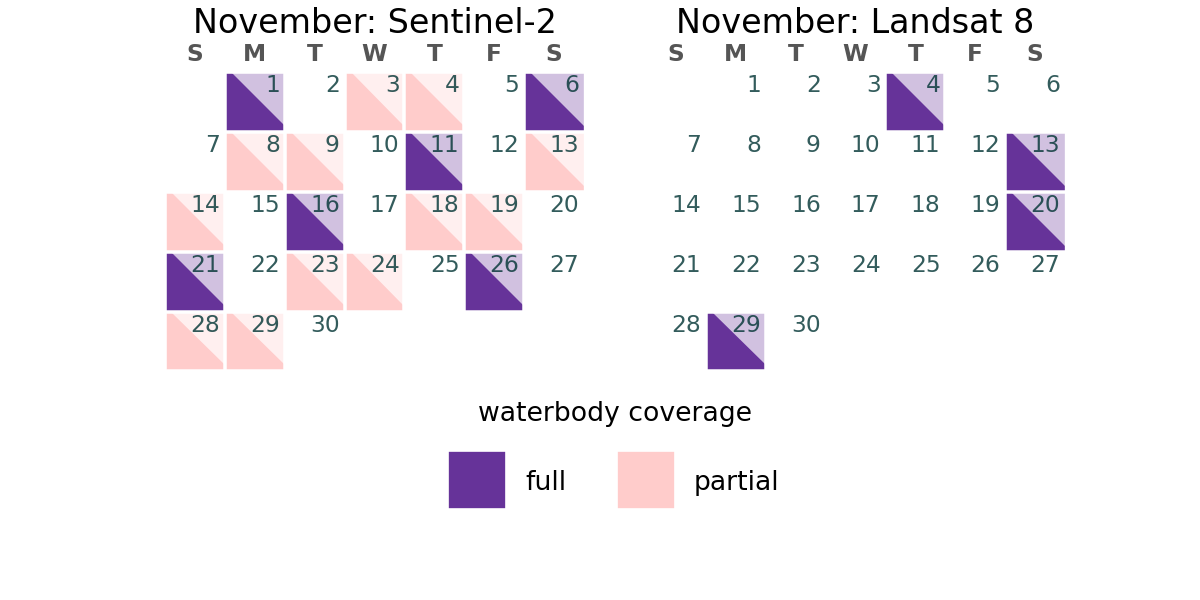 November: Sentinel-2
S M T W T F S
1 2 3 4 5 6
7 8 9 10 11 12 13
14 15 16 17 18 19 20
21 22 23 24 25 26 27
28 29 30
November: Landsat 8
S M T W T F S
1 2 3 4 5 6
7 8 9 10 11 12 13
14 15 16 17 18 19 20
21 22 23 24 25 26 27
28 29 30
waterbody coverage
full partial